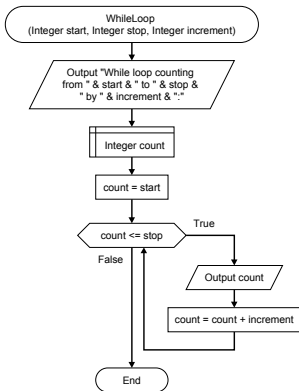 WhileLoop
(Integer start, Integer stop, Integer increment)
Output "While loop counting
from " & start & " to " & stop &
" by " & increment & ":"
Integer count
count = start
count <= stop
True
False
Output count
count = count + increment
End